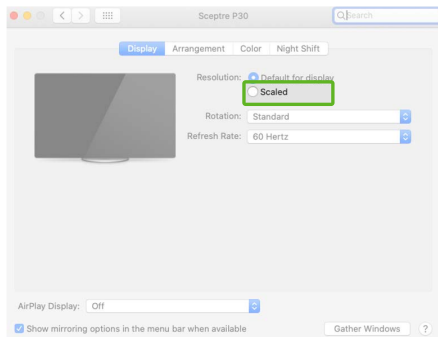 Sceptre P30
Search
Display Arrangement Color Night Shift
Resolution: Default for display
Scaled
Rotation: Standard
Refresh Rate: 60 Hertz
AirPlay Display: Off
Show mirroring options in the menu bar when available
Gather Windows ?